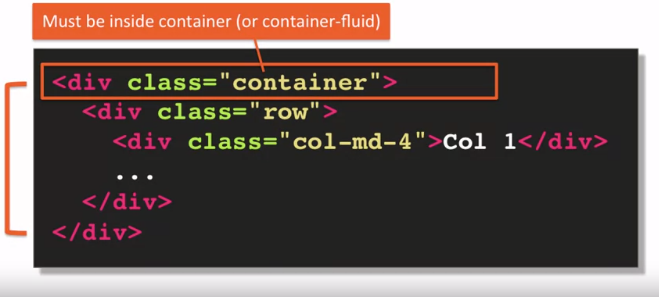 Must be inside container (or container-fluid)
<div class="container">
<div class="row">
<div class="col-md-4">Col 1</div>
...
</div>
</div>